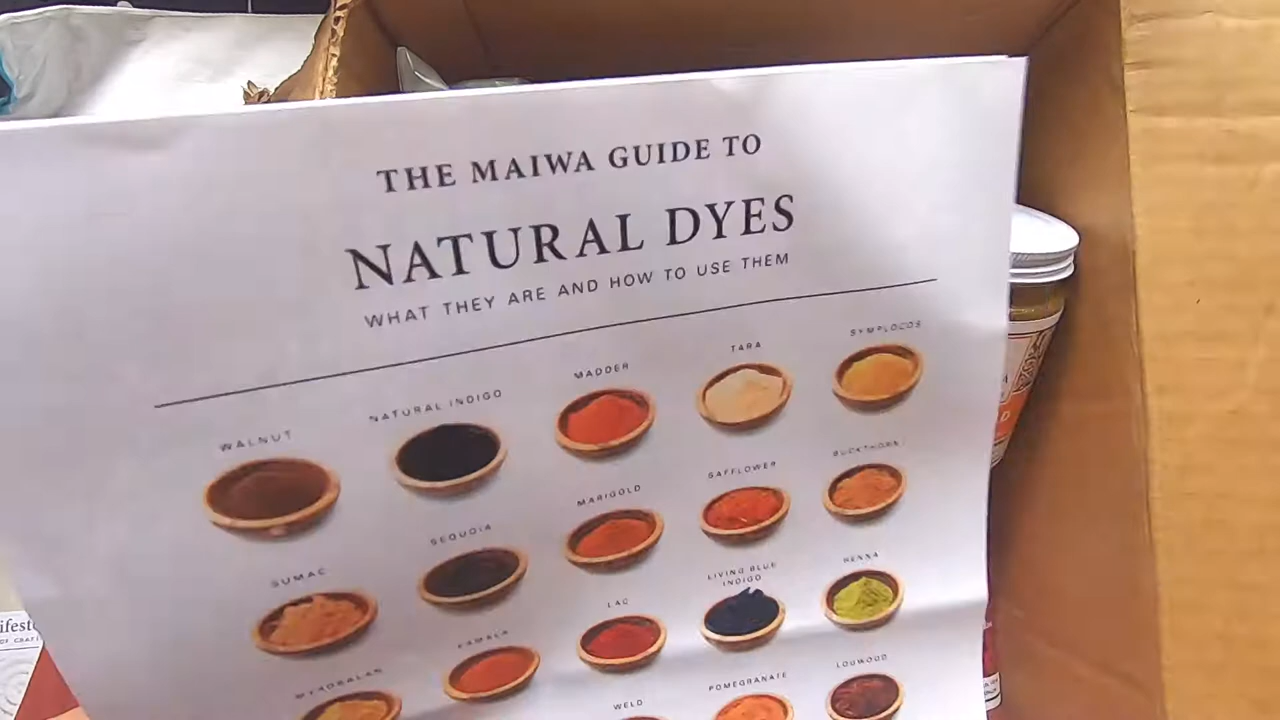 THE MAIWA GUIDE TO
NATURAL DYES
WHAT THEY ARE AND HOW TO USE THEM
WALNUT
NATURAL INDIGO
MADDER
TARA
SYMPLOCOS
SUMAC
SEQUOIA
MARIGOLD
SAFFLOWER
BUCKTHORN
MYROBALAN
KAMALA
LAC
LIVING BLUE
INDIGO
HENNA
WELD
POMEGRANATE
LOGWOOD
ifesto